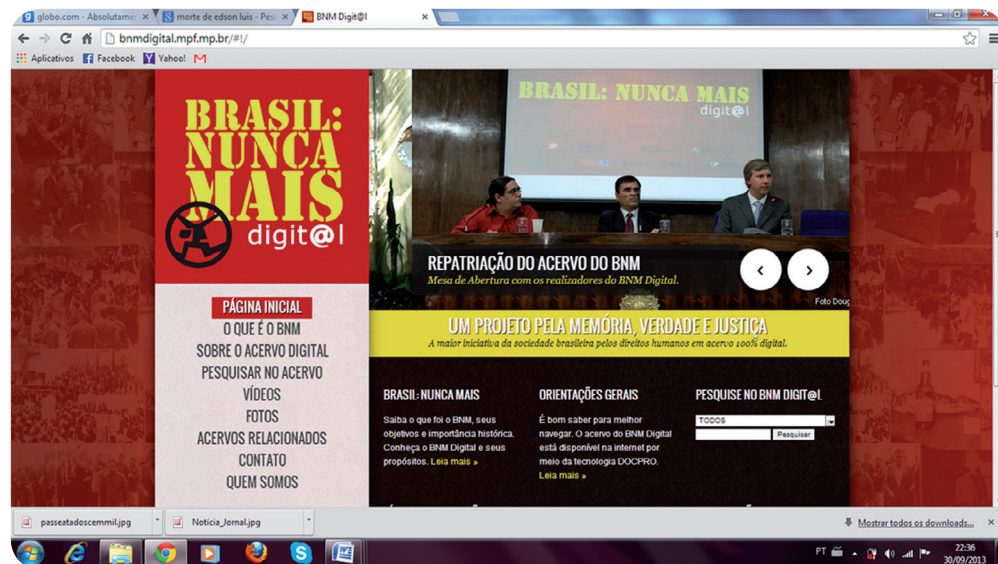 globo.com - Absolutamen
morte de edson luis - Pesq
BNM Digit@l
bnmdigital.mpf.mp.br/#!/
Aplicativos Facebook Yahoo!
BRASIL:
NUNCA
MAIS
digit@l
BRASIL: NUNCA MAIS
digit@l
REPATRIAÇÃO DO ACERVO DO BNM
Mesa de Abertura com os realizadores do BNM Digital.
Foto Doug
UM PROJETO PELA MEMÓRIA, VERDADE E JUSTIÇA
A maior iniciativa da sociedade brasileira pelos direitos humanos em acervo 100% digital.
PÁGINA INICIAL
O QUE É O BNM
SOBRE O ACERVO DIGITAL
PESQUISAR NO ACERVO
VÍDEOS
FOTOS
ACERVOS RELACIONADOS
CONTATO
QUEM SOMOS
BRASIL: NUNCA MAIS
Saiba o que foi o BNM, seus
objetivos e importância histórica.
Conheça o BNM Digital e seus
propósitos. Leia mais »
ORIENTAÇÕES GERAIS
É bom saber para melhor
navegar. O acervo do BNM Digital
está disponível na internet por
meio da tecnologia DOCPRO.
Leia mais »
PESQUISE NO BNM DIGIT@L
TODOS
Pesquisar
passeatadoscemmil.jpg
Notícia_Jornal.jpg
Mostrar todos os downloads...
PT
22:36
30/09/2013